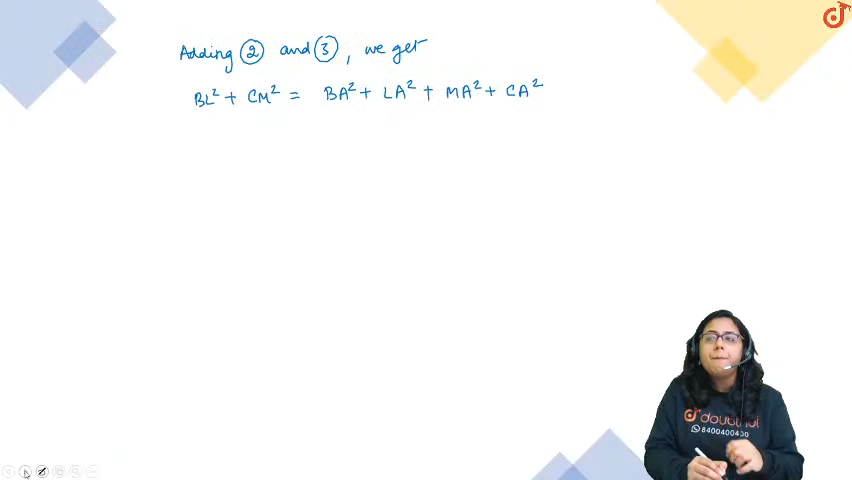 Adding ② and ③, we get
BL² + CM² = BA² + LA² + MA² + CA²
doubtnut
8400400400